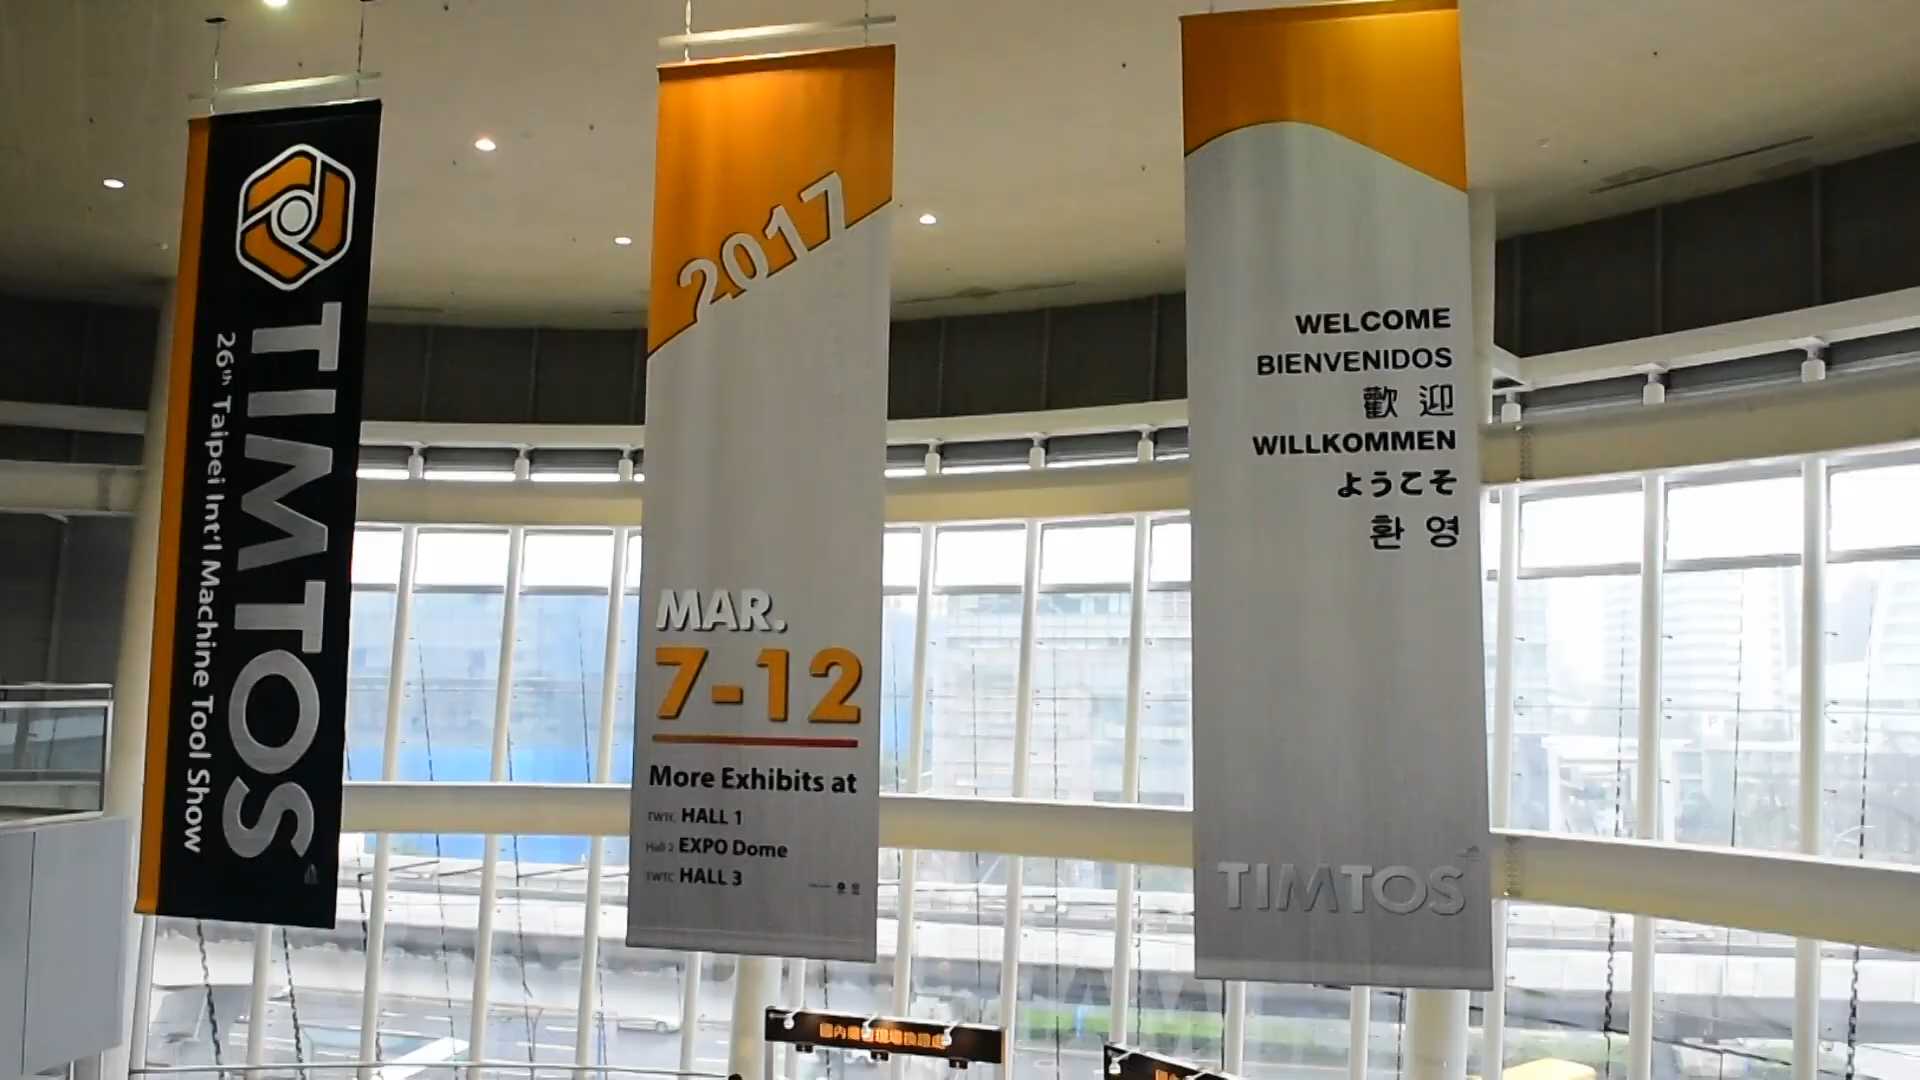 TIMTOS
26th Taipei Int'l Machine Tool Show
2017
MAR.
7-12
More Exhibits at
TWTC HALL 1
Hall 2 EXPO Dome
TWTC HALL 3
WELCOME
BIENVENIDOS
歡 迎
WILLKOMMEN
ようこそ
환 영
TIMTOS